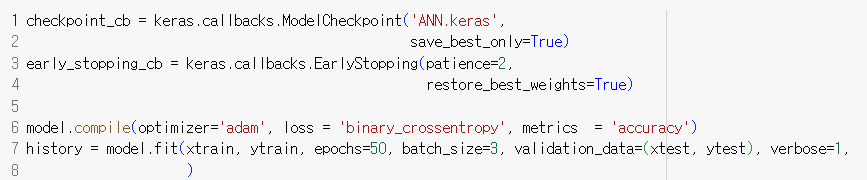 1 checkpoint_cb = keras.callbacks.ModelCheckpoint('ANN.keras',
2 save_best_only=True)
3 early_stopping_cb = keras.callbacks.EarlyStopping(patience=2,
4 restore_best_weights=True)
5
6 model.compile(optimizer='adam', loss = 'binary_crossentropy', metrics  = 'accuracy')
7 history = model.fit(xtrain, ytrain, epochs=50, batch_size=3, validation_data=(xtest, ytest), verbose=1,
8 )